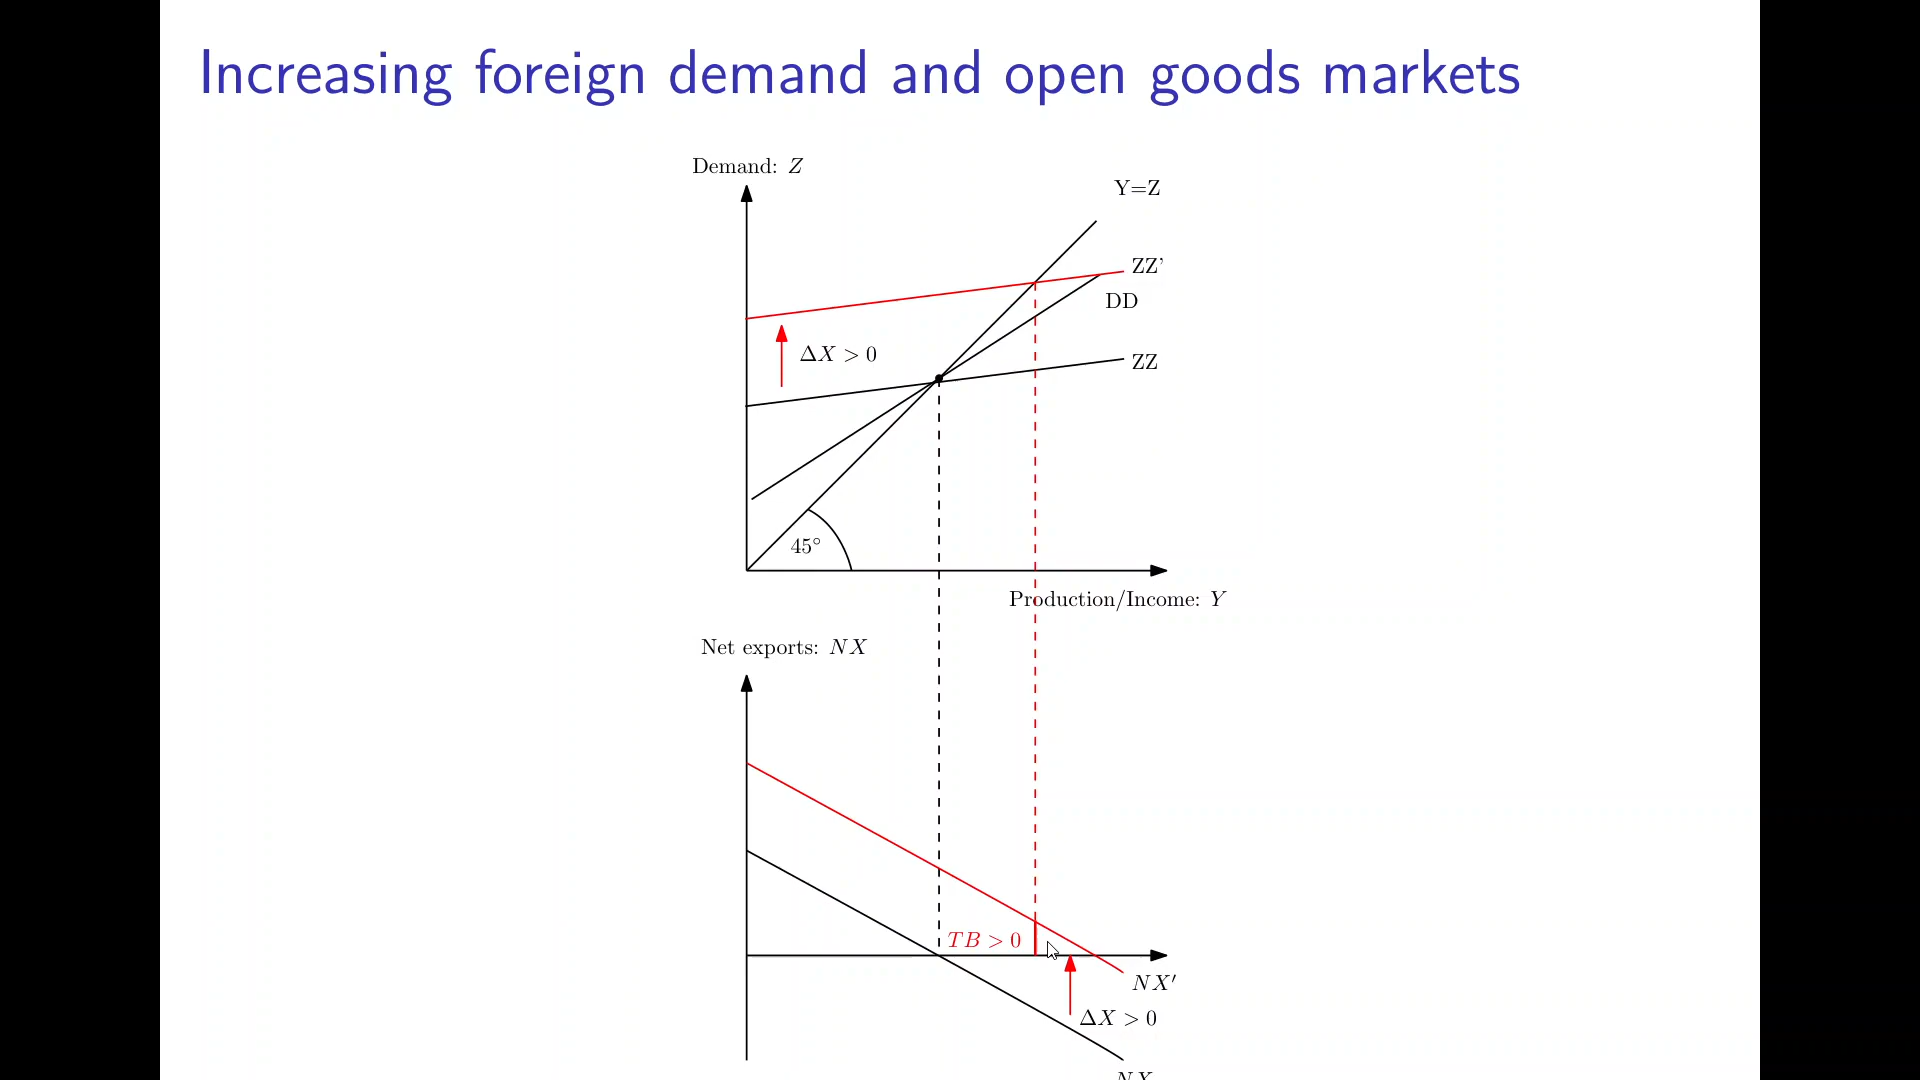 Increasing foreign demand and open goods markets
Demand: Z
Y=Z
ZZ'
DD
ΔX > 0
ZZ
45°
Production/Income: Y
Net exports: NX
TB > 0
NX′
ΔX > 0
NX